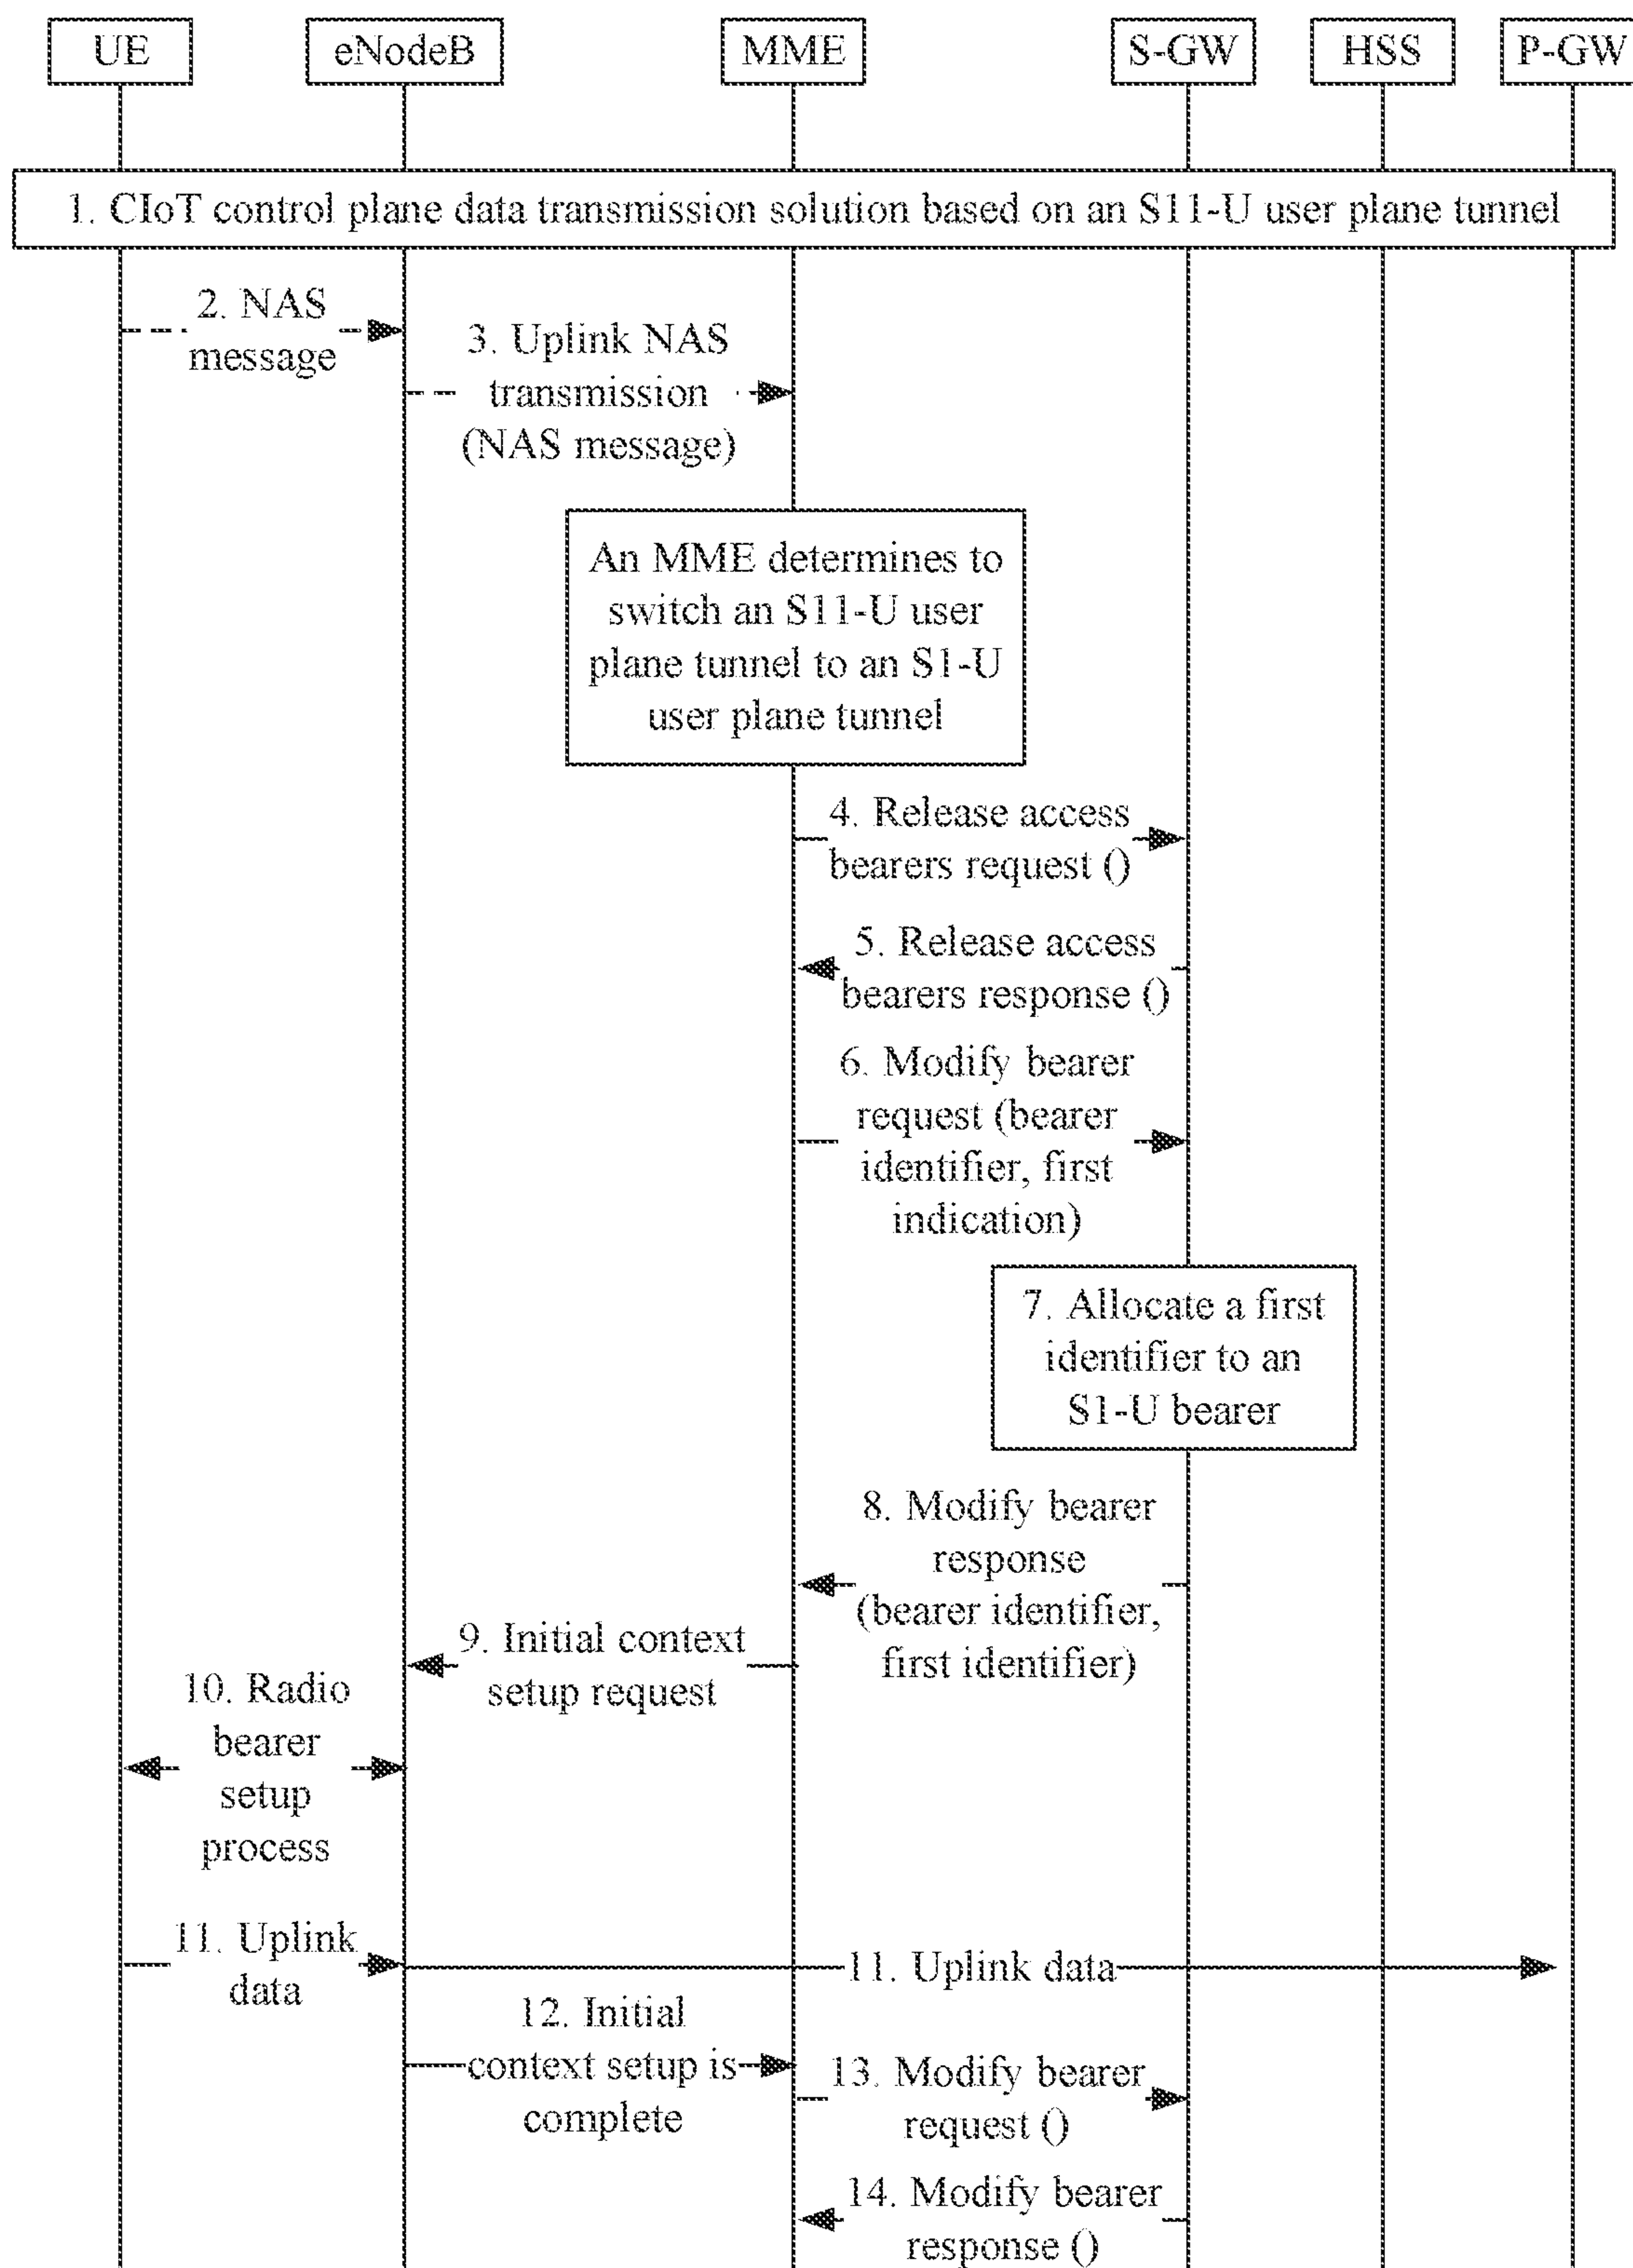 UE
eNodeB
MME
S-GW
HSS
P-GW
1. CIoT control plane data transmission solution based on an S11-U user plane tunnel
2. NAS
message
3. Uplink NAS
transmission
(NAS message)
An MME determines to
switch an S11-U user
plane tunnel to an S1-U
user plane tunnel
4. Release access
bearers request ()
5. Release access
bearers response ()
6. Modify bearer
request (bearer
identifier, first
indication)
7. Allocate a first
identifier to an
S1-U bearer
8. Modify bearer
response
(bearer identifier,
first identifier)
9. Initial context
setup request
10. Radio
bearer
setup
process
11. Uplink
data
11. Uplink data
12. Initial
context setup is
complete
13. Modify bearer
request ()
14. Modify bearer
response ()